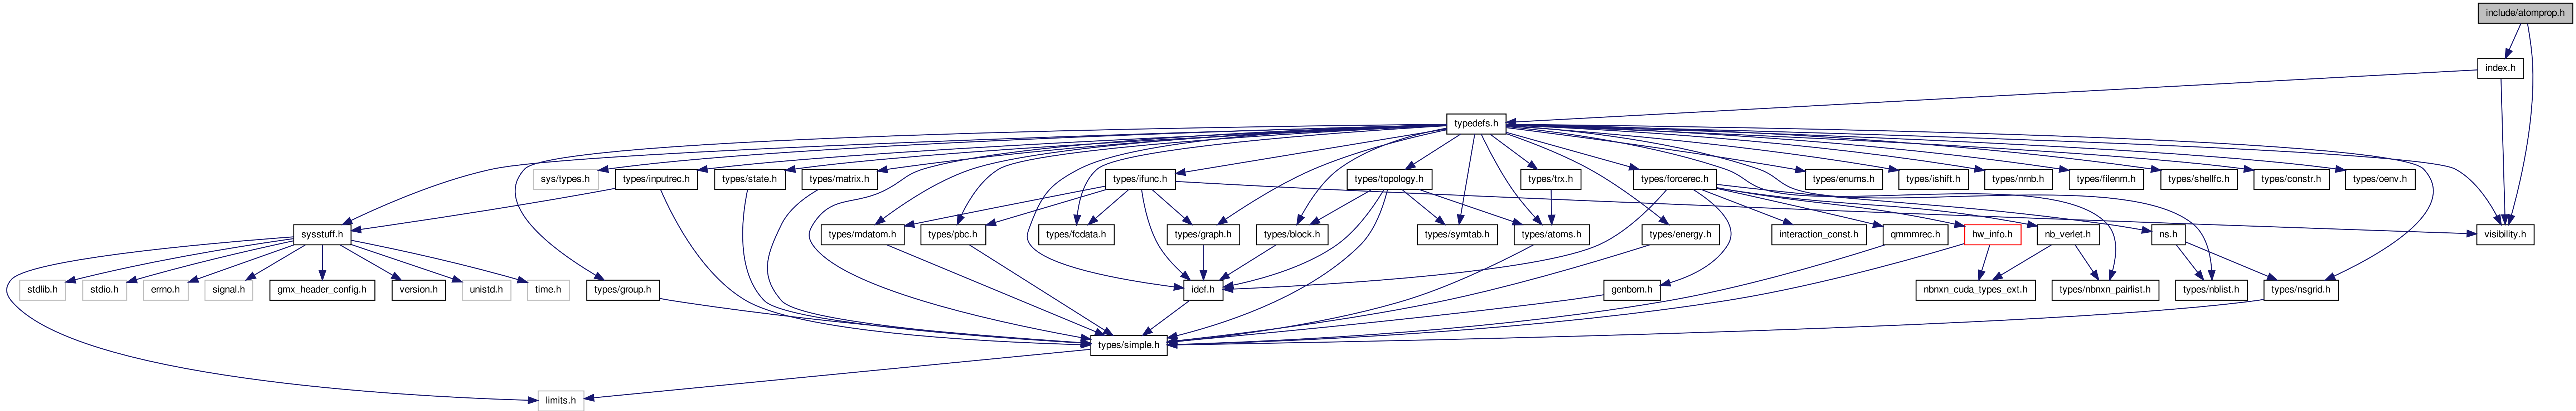 include/atomprop.h
index.h
typedefs.h
sys/types.h
types/inputrec.h
types/state.h
types/matrix.h
types/ifunc.h
types/topology.h
types/trx.h
types/forcerec.h
types/enums.h
types/ishift.h
types/nrnb.h
types/filenm.h
types/shellfc.h
types/constr.h
types/oenv.h
sysstuff.h
types/mdatom.h
types/pbc.h
types/fcdata.h
types/graph.h
types/block.h
types/symtab.h
types/atoms.h
types/energy.h
interaction_const.h
qmmmrec.h
hw_info.h
nb_verlet.h
ns.h
visibility.h
stdlib.h
stdio.h
errno.h
signal.h
gmx_header_config.h
version.h
unistd.h
time.h
types/group.h
idef.h
genborn.h
nbnxn_cuda_types_ext.h
types/nbnxn_pairlist.h
types/nblist.h
types/nsgrid.h
types/simple.h
limits.h